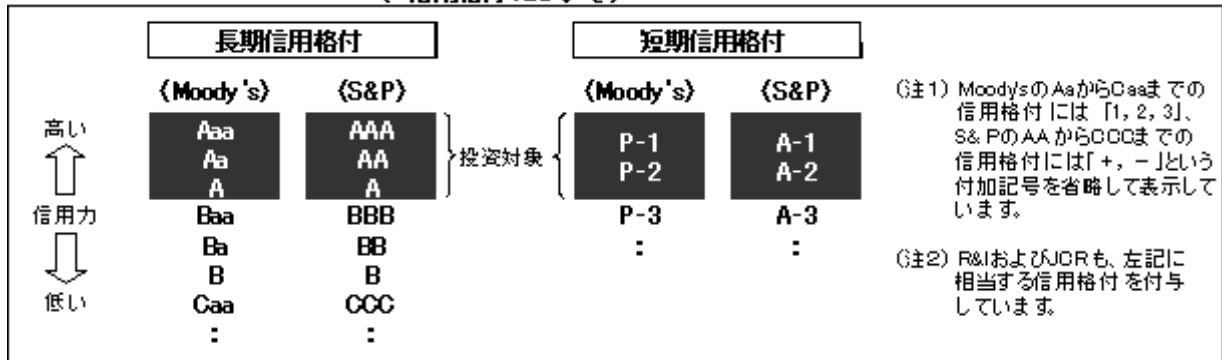 長期信用格付
短期信用格付
(Moody's) (S&P)
(Moody's) (S&P)
高い
信用力
低い
Aaa AAA
Aa AA
A A
Baa BBB
Ba BB
B B
Caa CCC
: :
投資対象
P-1 A-1
P-2 A-2
P-3 A-3
: :
(注1) Moody'sのAaからCaaまでの
信用格付には「1, 2, 3」、
S&PのAAからCCCまでの
信用格付には「+, -」という
付加記号を省略して表示して
います。
(注2) R&IおよびJCRも、左記に
相当する信用格付を付与
しています。